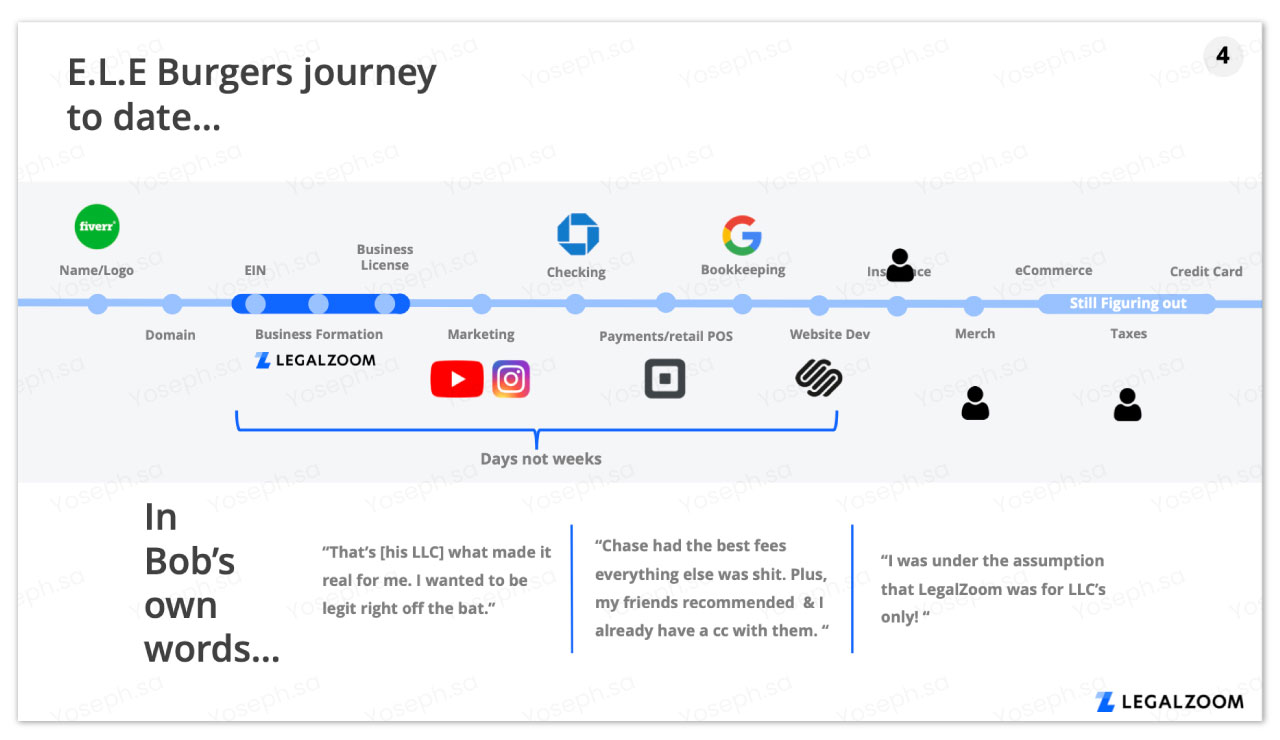 4
E.L.E Burgers journey
to date...
fiverr
Name/Logo
EIN
Business
License
Checking
Bookkeeping
eCommerce
Credit Card
Still Figuring out
Domain
Business Formation
LEGALZOOM
Marketing
Payments/retail POS
Website Dev
Merch
Taxes
Days not weeks
In
Bob’s
own
words...
“That’s [his LLC] what made it
real for me. I wanted to be
legit right off the bat.”
“Chase had the best fees
everything else was shit. Plus,
my friends recommended & I
already have a cc with them. “
“I was under the assumption
that LegalZoom was for LLC’s
only! “
LEGALZOOM
Yoseph.sa